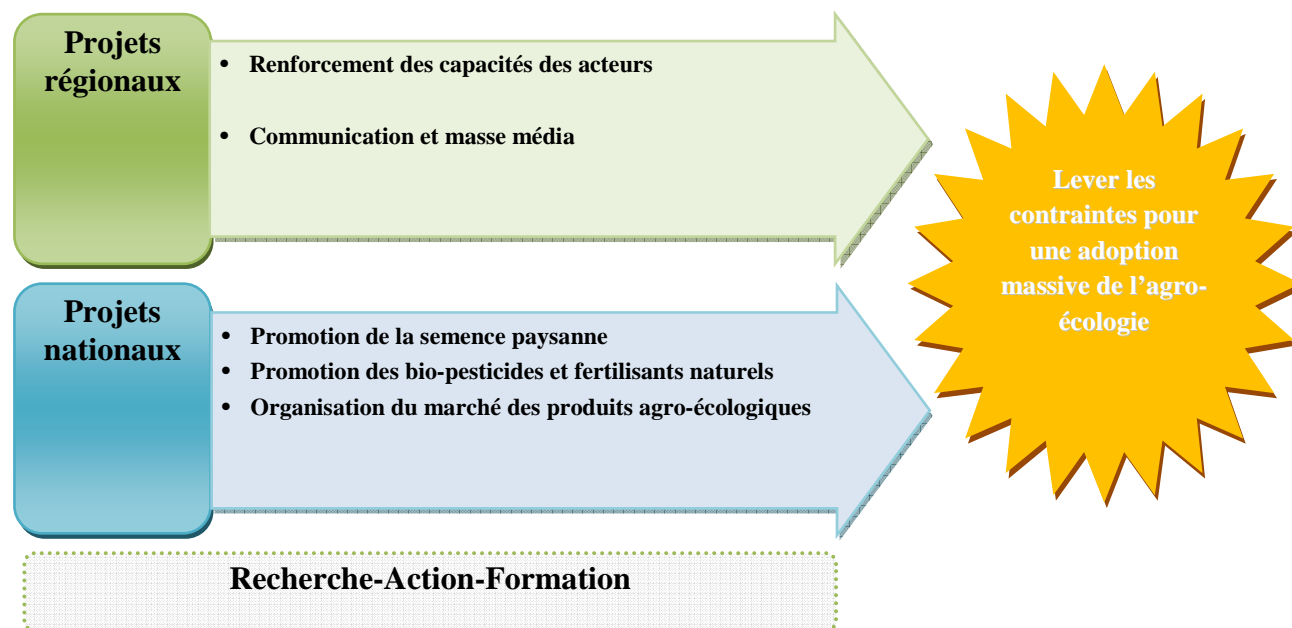 Projets
régionaux
• Renforcement des capacités des acteurs
• Communication et masse média
Lever les
contraintes pour
une adoption
massive de l’agro-
écologie
Projets
nationaux
• Promotion de la semence paysanne
• Promotion des bio-pesticides et fertilisants naturels
• Organisation du marché des produits agro-écologiques
Recherche-Action-Formation